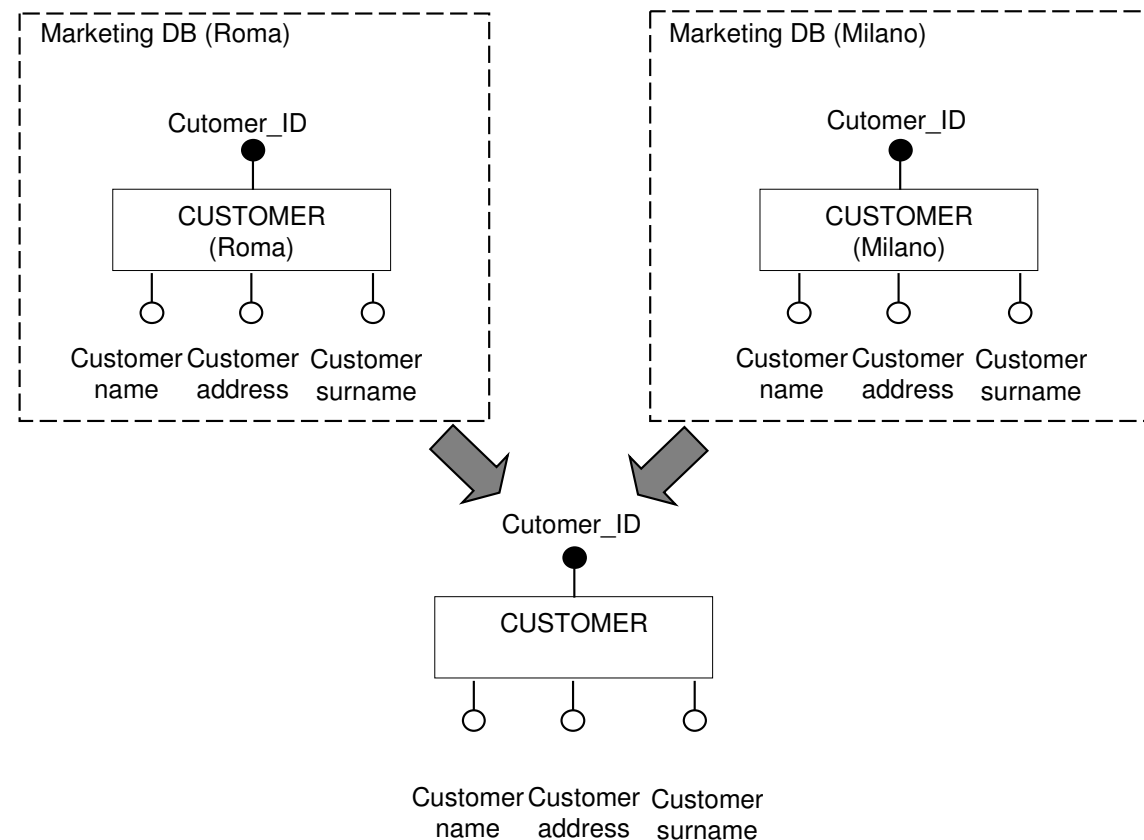 Marketing DB (Roma)
Cutomer_ID
CUSTOMER
(Roma)
Customer Customer Customer
name address surname
Marketing DB (Milano)
Cutomer_ID
CUSTOMER
(Milano)
Customer Customer Customer
name address surname
Cutomer_ID
CUSTOMER
Customer Customer Customer
name address surname